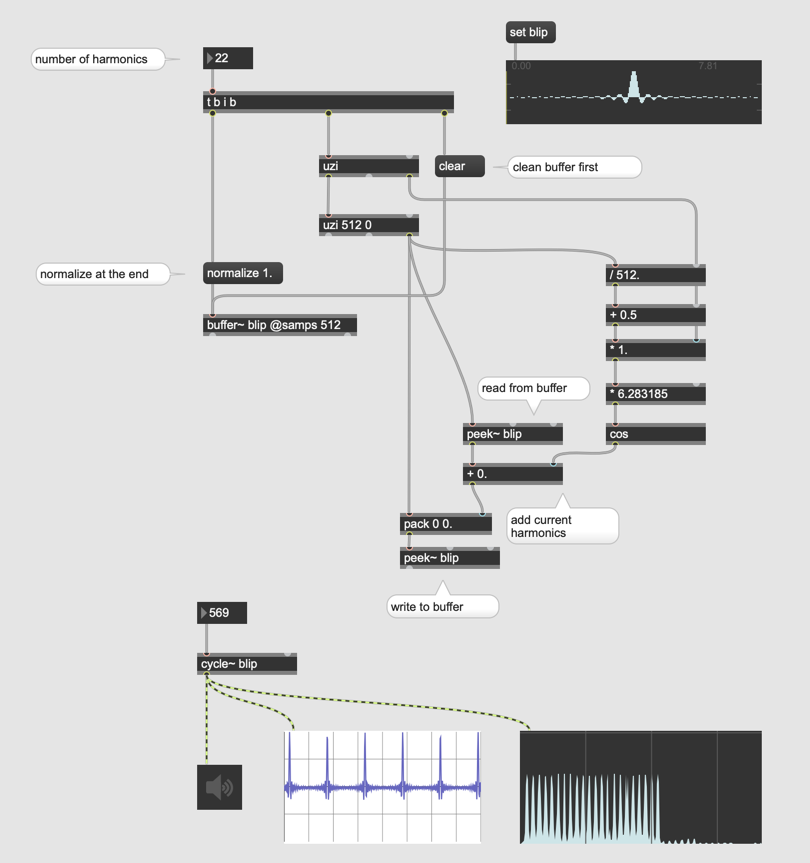 set blip
number of harmonics
22
0.00
7.81
t b i b
uzi
clear
clean buffer first
uzi 512 0
normalize at the end
normalize 1.
/ 512.
buffer~ blip @samps 512
+ 0.5
* 1.
read from buffer
* 6.283185
peek~ blip
cos
+ 0.
pack 0 0.
add current
harmonics
peek~ blip
write to buffer
569
cycle~ blip